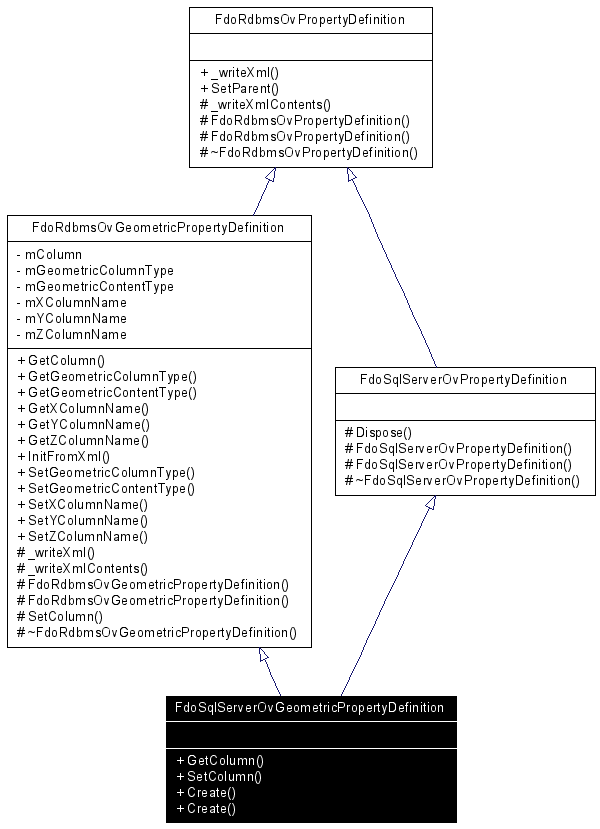 FdoRdbmsOvPropertyDefinition
+ _writeXml()
+ SetParent()
# _writeXmlContents()
# FdoRdbmsOvPropertyDefinition()
# FdoRdbmsOvPropertyDefinition()
# ~FdoRdbmsOvPropertyDefinition()
FdoRdbmsOvGeometricPropertyDefinition
- mColumn
- mGeometricColumnType
- mGeometricContentType
- mXColumnName
- mYColumnName
- mZColumnName
+ GetColumn()
+ GetGeometricColumnType()
+ GetGeometricContentType()
+ GetXColumnName()
+ GetYColumnName()
+ GetZColumnName()
+ InitFromXml()
+ SetGeometricColumnType()
+ SetGeometricContentType()
+ SetXColumnName()
+ SetYColumnName()
+ SetZColumnName()
# _writeXml()
# _writeXmlContents()
# FdoRdbmsOvGeometricPropertyDefinition()
# FdoRdbmsOvGeometricPropertyDefinition()
# SetColumn()
# ~FdoRdbmsOvGeometricPropertyDefinition()
FdoSqlServerOvPropertyDefinition
# Dispose()
# FdoSqlServerOvPropertyDefinition()
# FdoSqlServerOvPropertyDefinition()
# ~FdoSqlServerOvPropertyDefinition()
FdoSqlServerOvGeometricPropertyDefinition
+ GetColumn()
+ SetColumn()
+ Create()
+ Create()